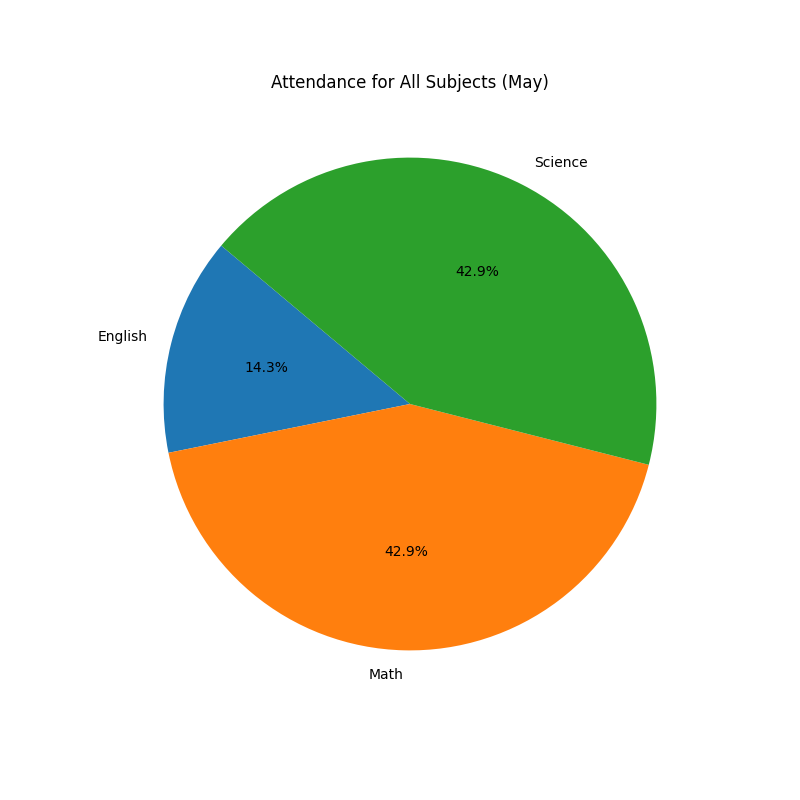 Attendance for All Subjects (May)
Science
42.9%
English
14.3%
42.9%
Math